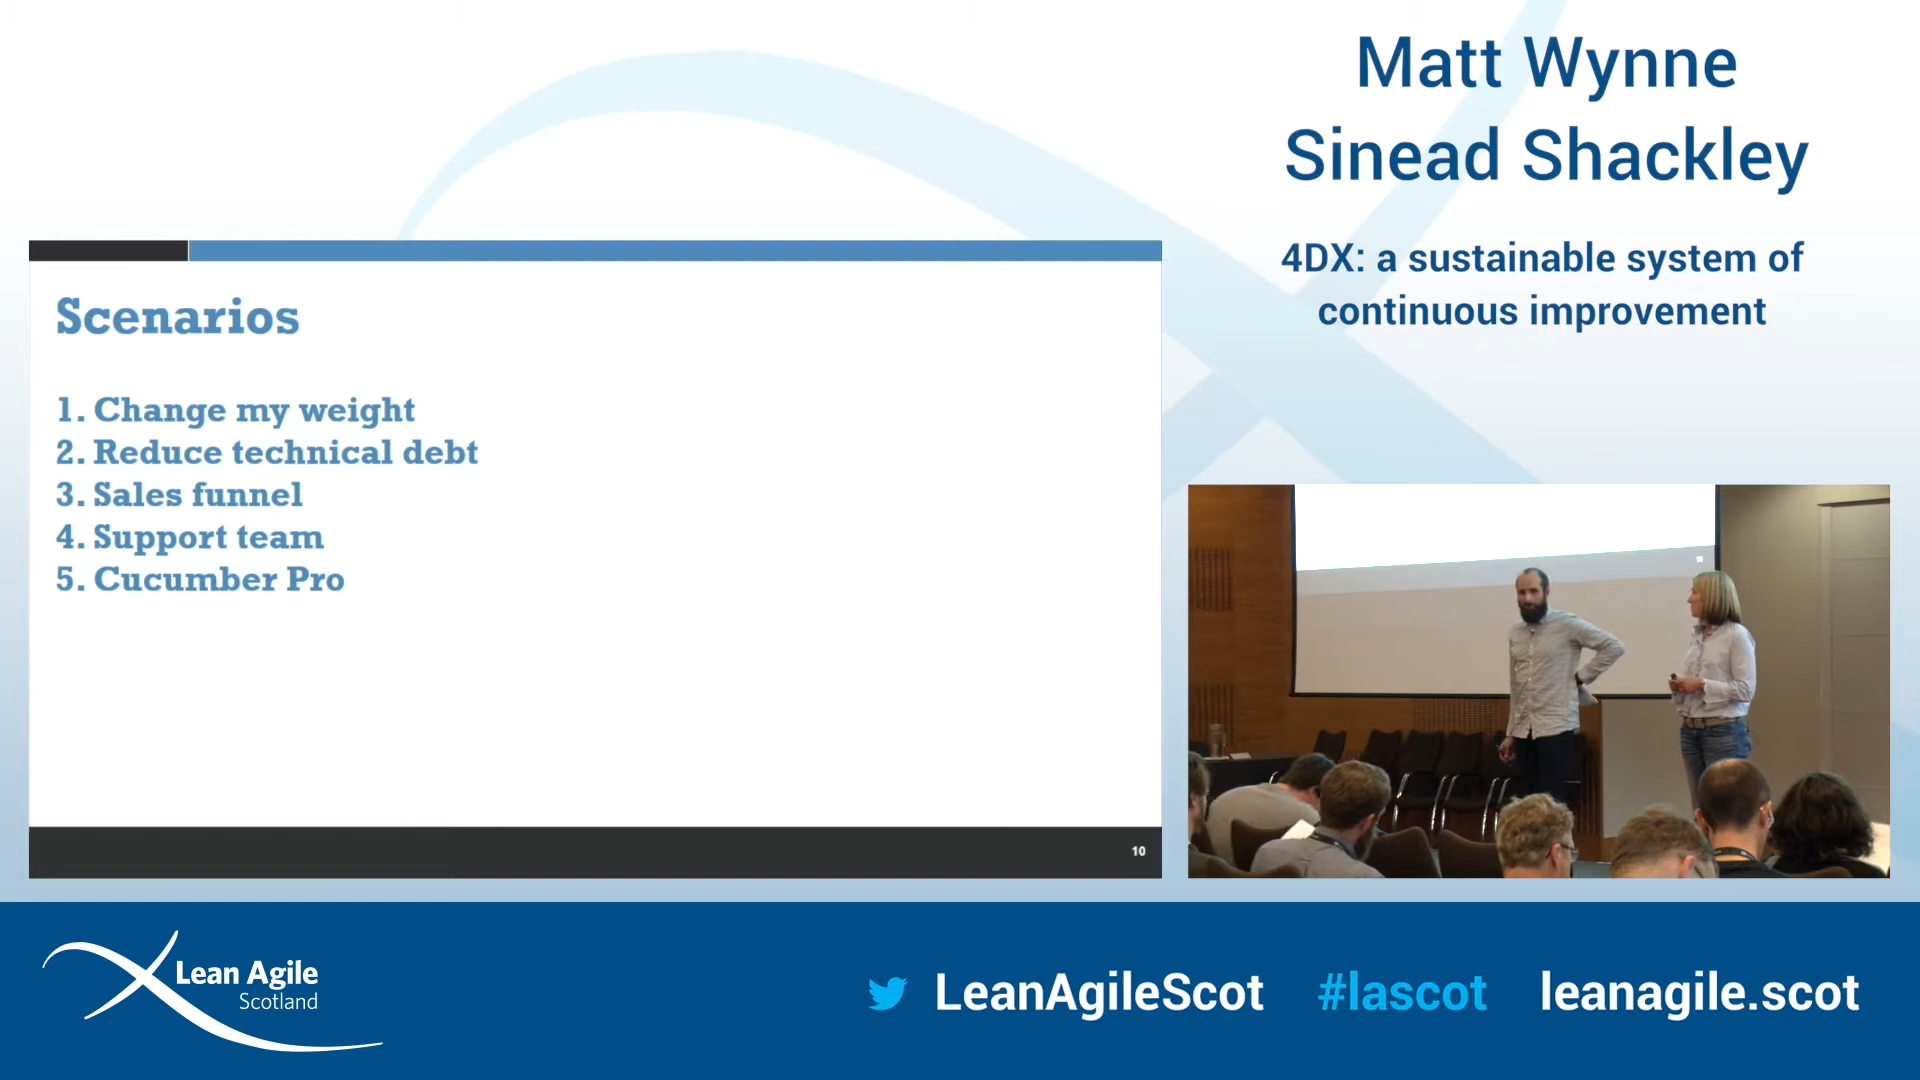 Matt Wynne
Sinead Shackley
4DX: a sustainable system of
continuous improvement
Scenarios
1. Change my weight
2. Reduce technical debt
3. Sales funnel
4. Support team
5. Cucumber Pro
10
Lean Agile
Scotland
LeanAgileScot #lascot leanagile.scot